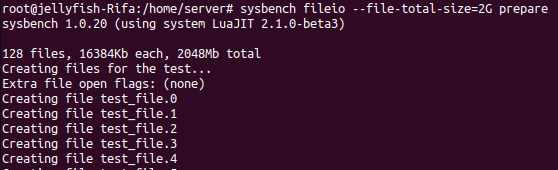 root@jellyfish-Rifa:/home/server# sysbench fileio --file-total-size=2G prepare
sysbench 1.0.20 (using system LuaJIT 2.1.0-beta3)
128 files, 16384Kb each, 2048Mb total
Creating files for the test...
Extra file open flags: (none)
Creating file test_file.0
Creating file test_file.1
Creating file test_file.2
Creating file test_file.3
Creating file test_file.4